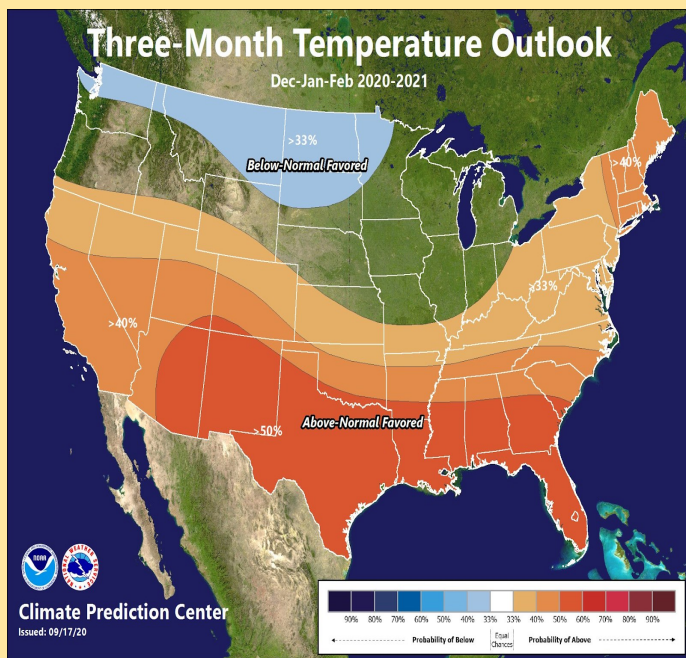 Three-Month Temperature Outlook
Dec-Jan-Feb 2020-2021
>33%
Below-Normal Favored
>40%
>33%
>40%
Above-Normal Favored
>50%
NOAA
Climate Prediction Center
Issued: 09/17/20
90% 80% 70% 60% 50% 40% 33% 33% 40% 50% 60% 70% 80% 90%
Probability of Below
Equal
Chances
Probability of Above